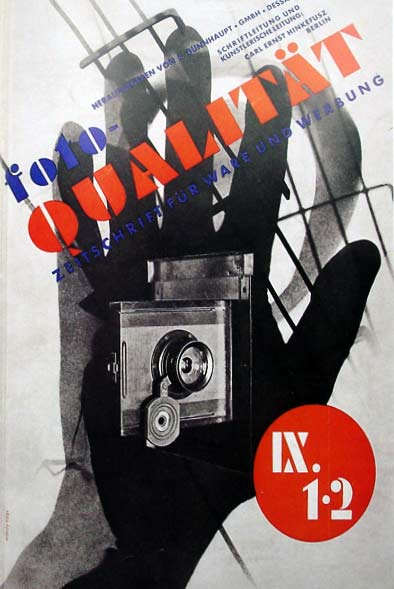 HERAUSGEGEBEN VON C. DÜNNHAUPT · GMBH · DESSAU
SCHRIFTLEITUNG UND
KÜNSTLERISCHE LEITUNG:
CARL ERNST HINKEFUSZ
BERLIN
foto-
QUALITÄT
ZEITSCHRIFT FÜR WARE UND WERBUNG
IX.
1·2